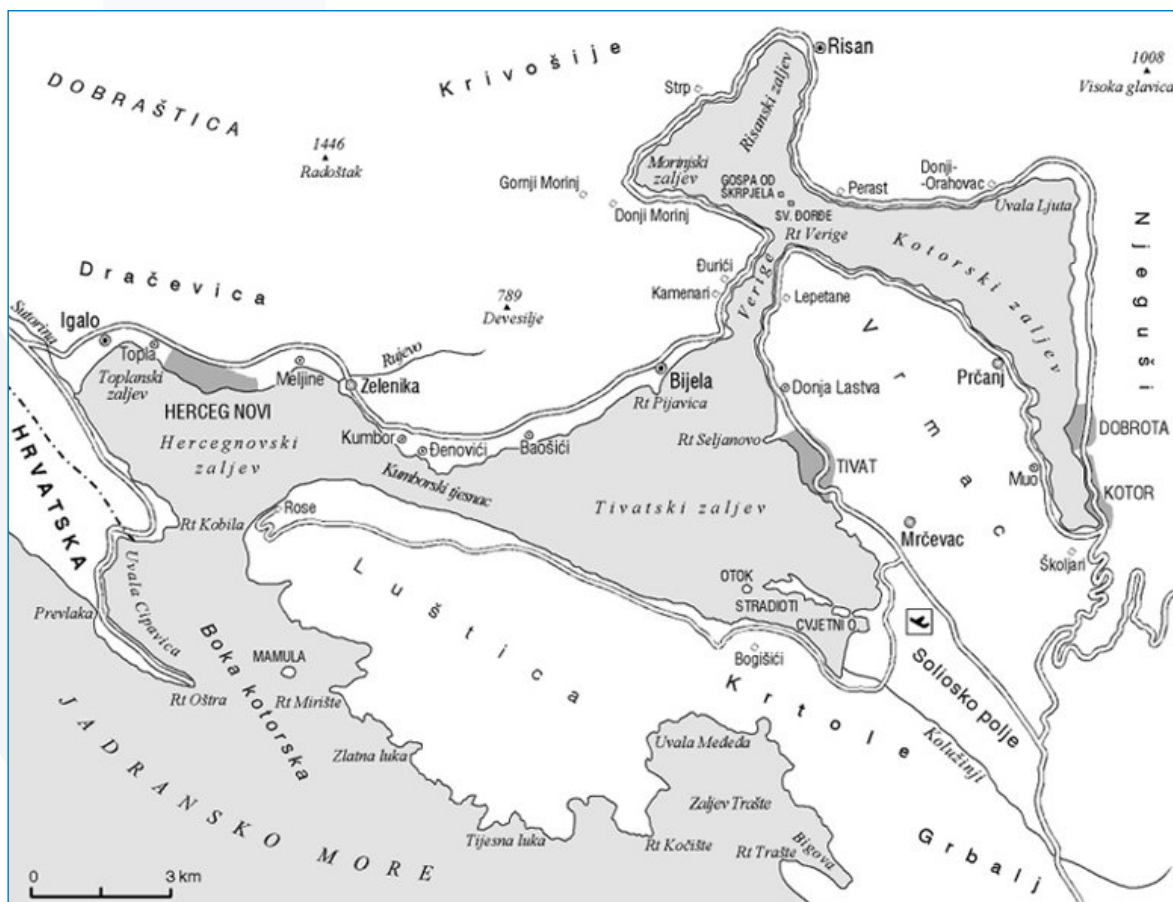 DOBRAŠTICA
Krivošije
Risan
1008
Visoka glavica
Strp
Risanski zaljev
1446
Radoštak
Morinjski
zaljev
Gornji Morinj
Donji Morinj
GOSPA OD
ŠKRPJELA
SV. ĐORĐE
Rt Verige
Perast
Donji-
-Orahovac
Uvala Ljuta
Njeguši
Kotorski zaljev
Dračevica
Đurići
Kamenari
Verige
Lepetane
789
Devesilje
Sutorina
Igalo
Topla
Toplanski
zaljev
Meljine
Rujevo
Zelenika
Bijela
Rt Pijavica
Donja Lastva
Vrmac
Prčanj
HERCEG NOVI
Hercegnovski
zaljev
Kumbor
Đenovići
Baošići
Rt Seljanovo
TIVAT
DOBROTA
HRVATSKA
Kumborski tjesnac
Muo
KOTOR
Rose
Tivatski zaljev
Rt Kobila
Mrčevac
Školjari
Uvala Cipavica
Luštica
OTOK
STRADIOTI
CVJETNI O.
Prevlaka
Boka kotorska
MAMULA
Bogišići
Soliosko polje
Rt Oštra
Rt Mirište
Krtole
JADRANSKO MORE
Zlatna luka
Uvala Međeđa
Kolužinji
Zaljev Trašte
Tijesna luka
Rt Kočište
Rt Trašte
Bigova
Grbalj
0 3 km